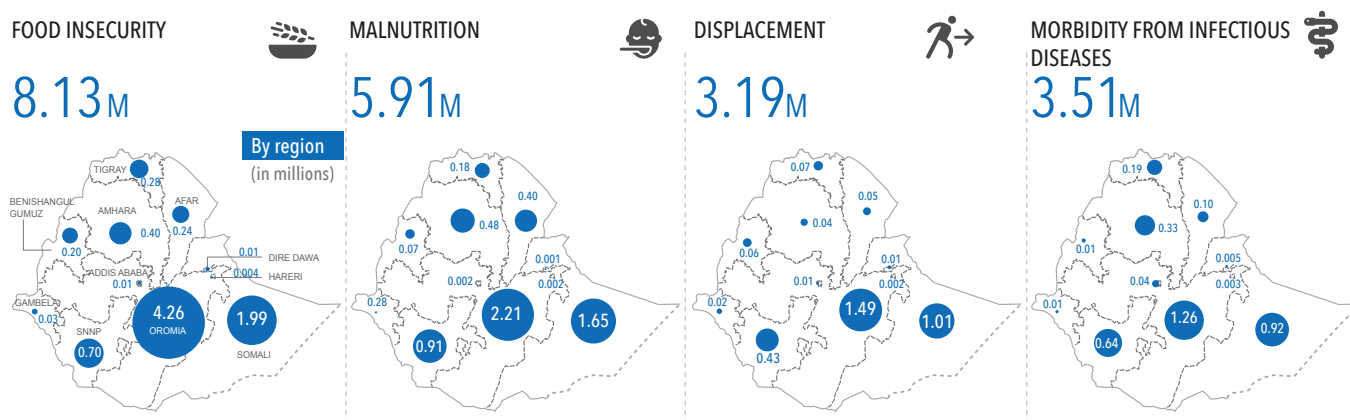 FOOD INSECURITY
8.13M
By region
(in millions)
TIGRAY
0.28
BENISHANGUL
GUMUZ
AMHARA
AFAR
0.40
0.24
0.20
0.01
DIRE DAWA
ADDIS ABABA
0.004
HARERI
0.01
GAMBELA
0.03
4.26
OROMIA
1.99
SOMALI
SNNP
0.70
MALNUTRITION
5.91M
0.18
0.40
0.48
0.07
0.001
0.002
0.002
0.28
2.21
1.65
0.91
DISPLACEMENT
3.19M
0.07
0.05
0.04
0.06
0.01
0.01
0.002
0.02
1.49
1.01
0.43
MORBIDITY FROM INFECTIOUS
DISEASES
3.51M
0.19
0.10
0.33
0.01
0.005
0.04
0.003
0.01
1.26
0.92
0.64